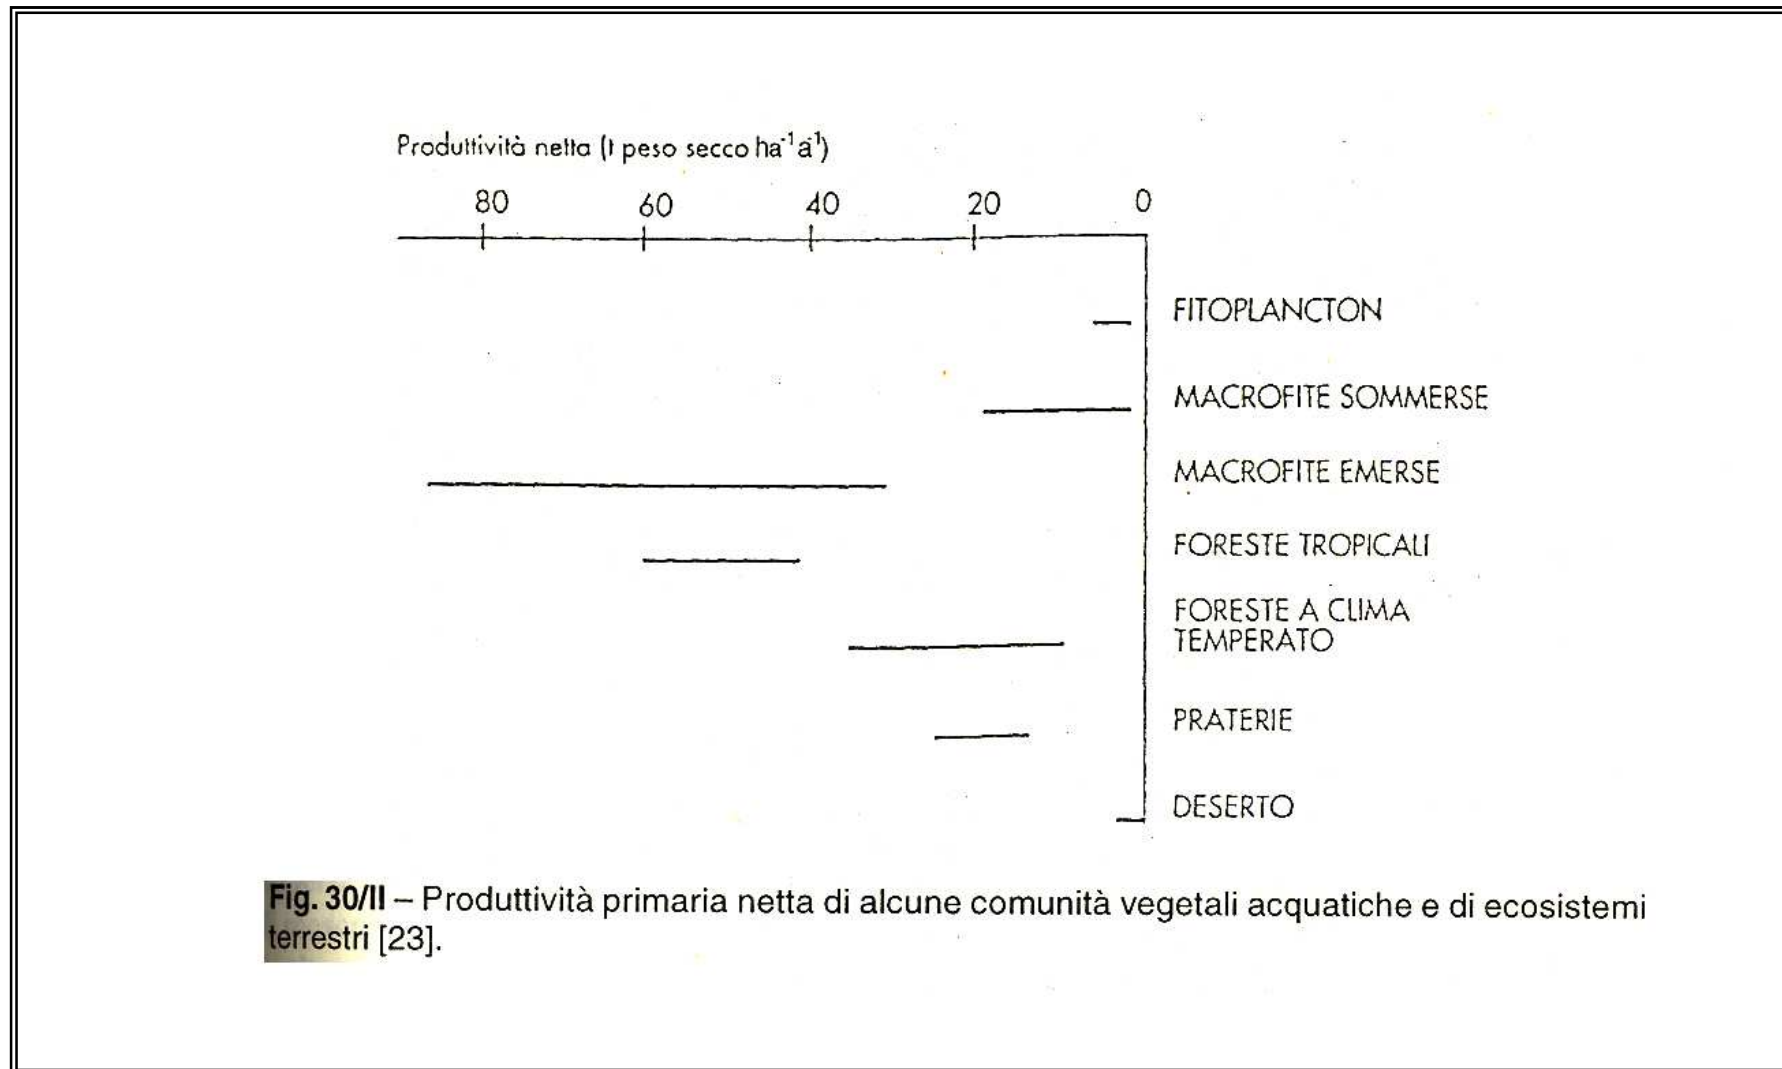 Produttività netta (t peso secco ha⁻¹ a⁻¹)
80 60 40 20 0
FITOPLANCTON
MACROFITE SOMMERSE
MACROFITE EMERSE
FORESTE TROPICALI
FORESTE A CLIMA
TEMPERATO
PRATERIE
DESERTO
Fig. 30/II – Produttività primaria netta di alcune comunità vegetali acquatiche e di ecosistemi
terrestri [23].